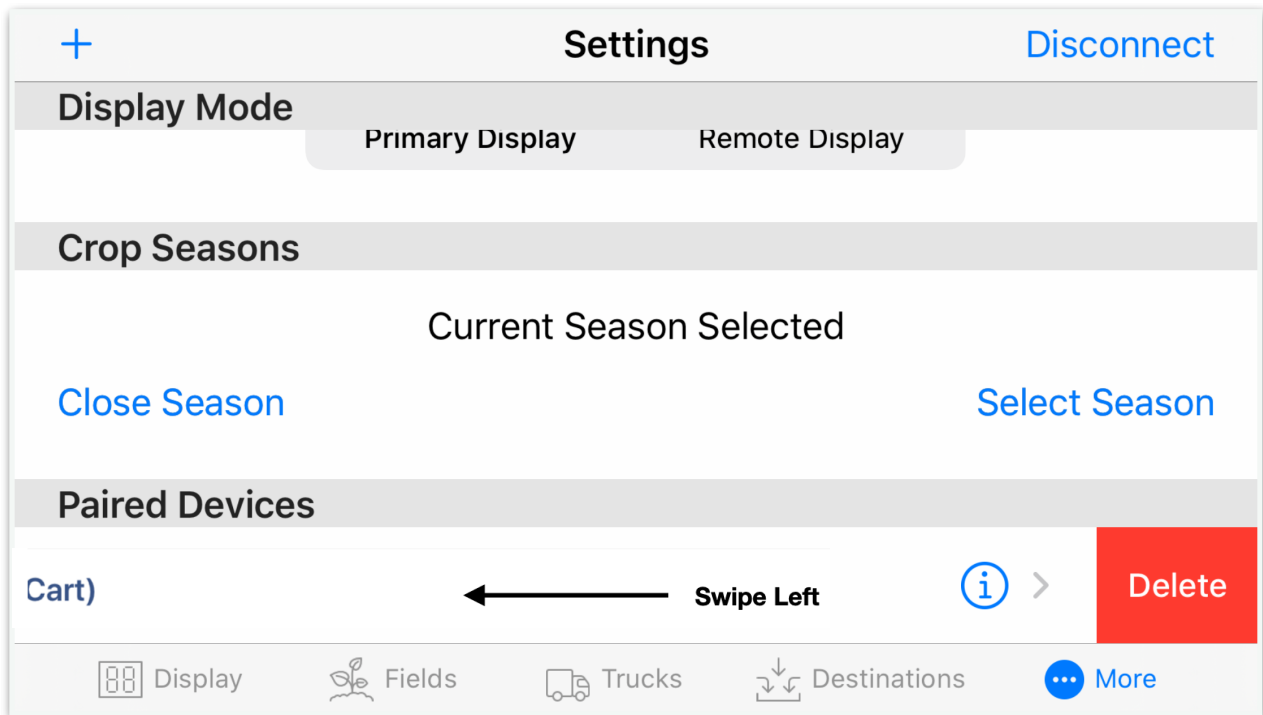 + Settings Disconnect
Display Mode
Primary Display Remote Display
Crop Seasons
Current Season Selected
Close Season Select Season
Paired Devices
Cart) Swipe Left i Delete
88 Display Fields Trucks Destinations More